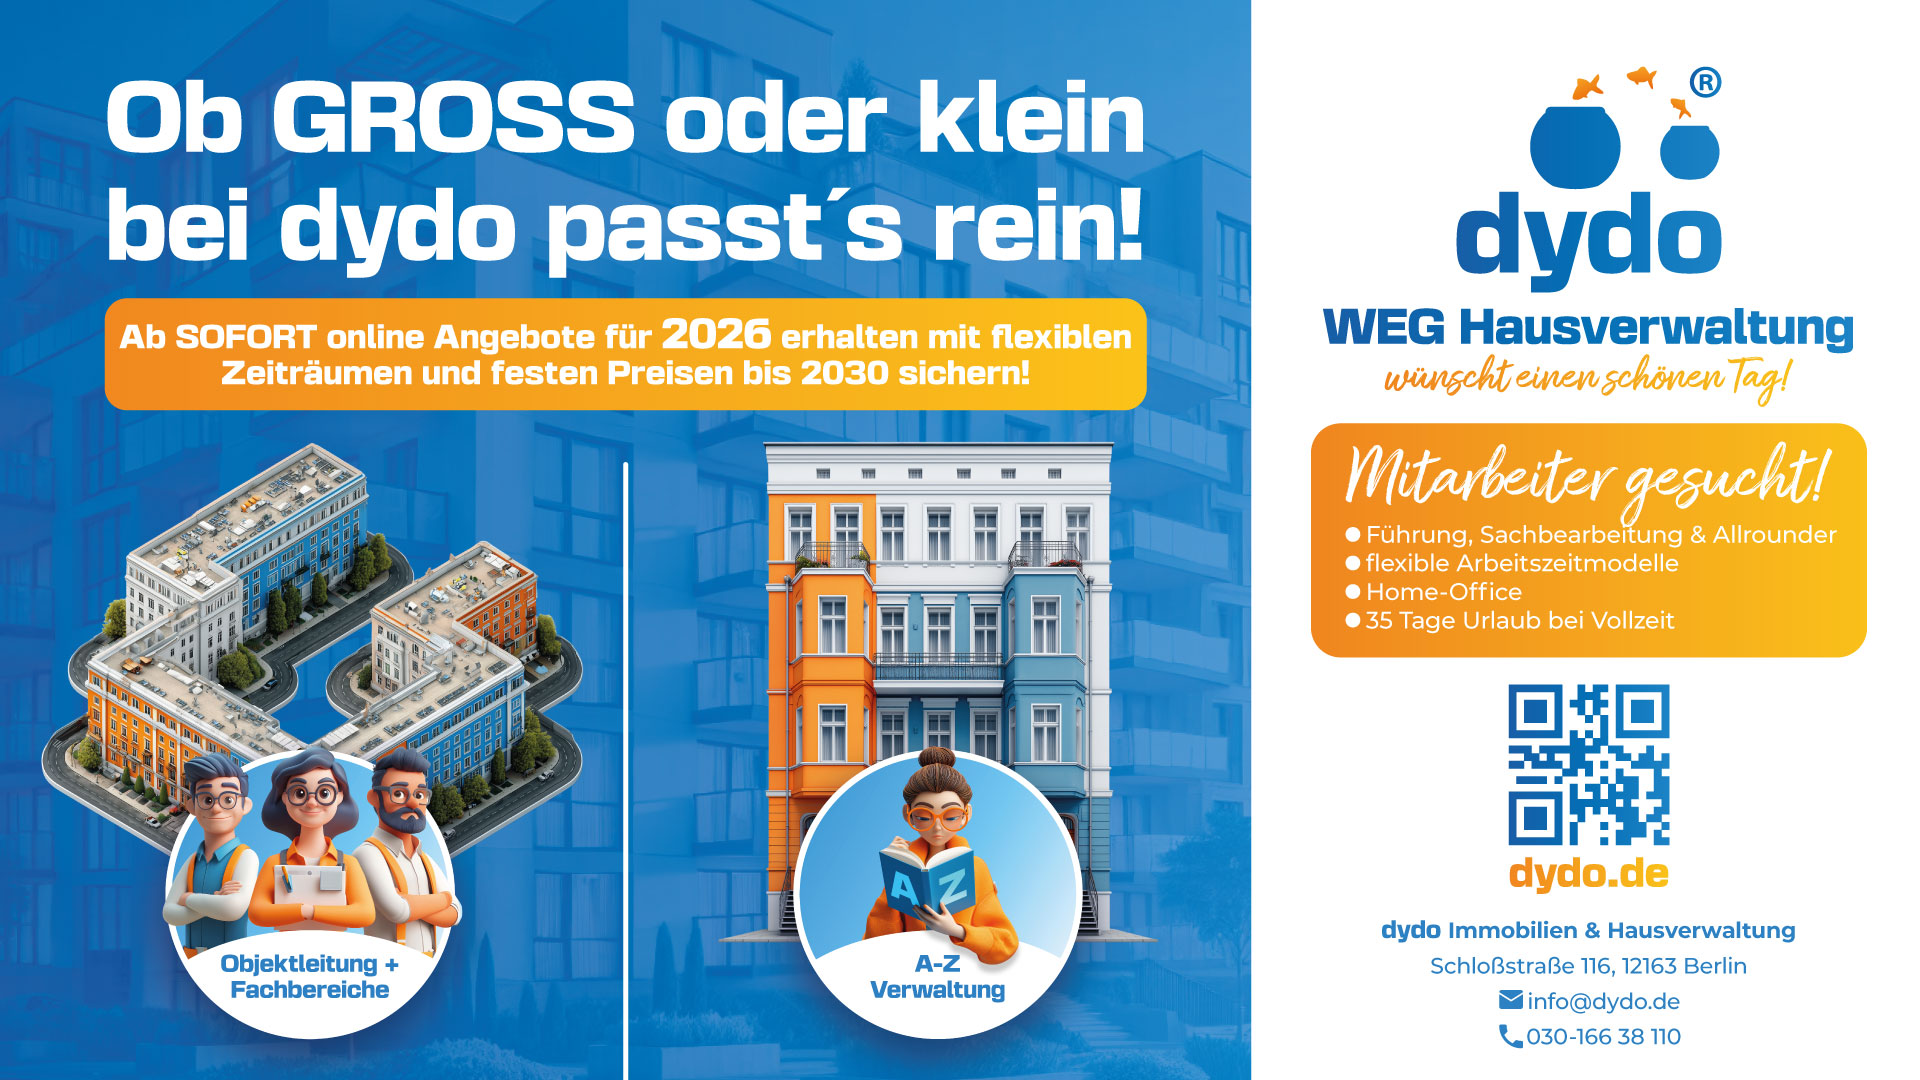 Ob GROSS oder klein
bei dydo passt´s rein!
Ab SOFORT online Angebote für 2026 erhalten mit flexiblen
Zeiträumen und festen Preisen bis 2030 sichern!
A Z
Objektleitung +
Fachbereiche
A-Z
Verwaltung
®
dydo
WEG Hausverwaltung
wünscht einen schönen Tag!
Mitarbeiter gesucht!
● Führung, Sachbearbeitung & Allrounder
● flexible Arbeitszeitmodelle
● Home-Office
● 35 Tage Urlaub bei Vollzeit
dydo.de
dydo Immobilien & Hausverwaltung
Schloßstraße 116, 12163 Berlin
info@dydo.de
030-166 38 110